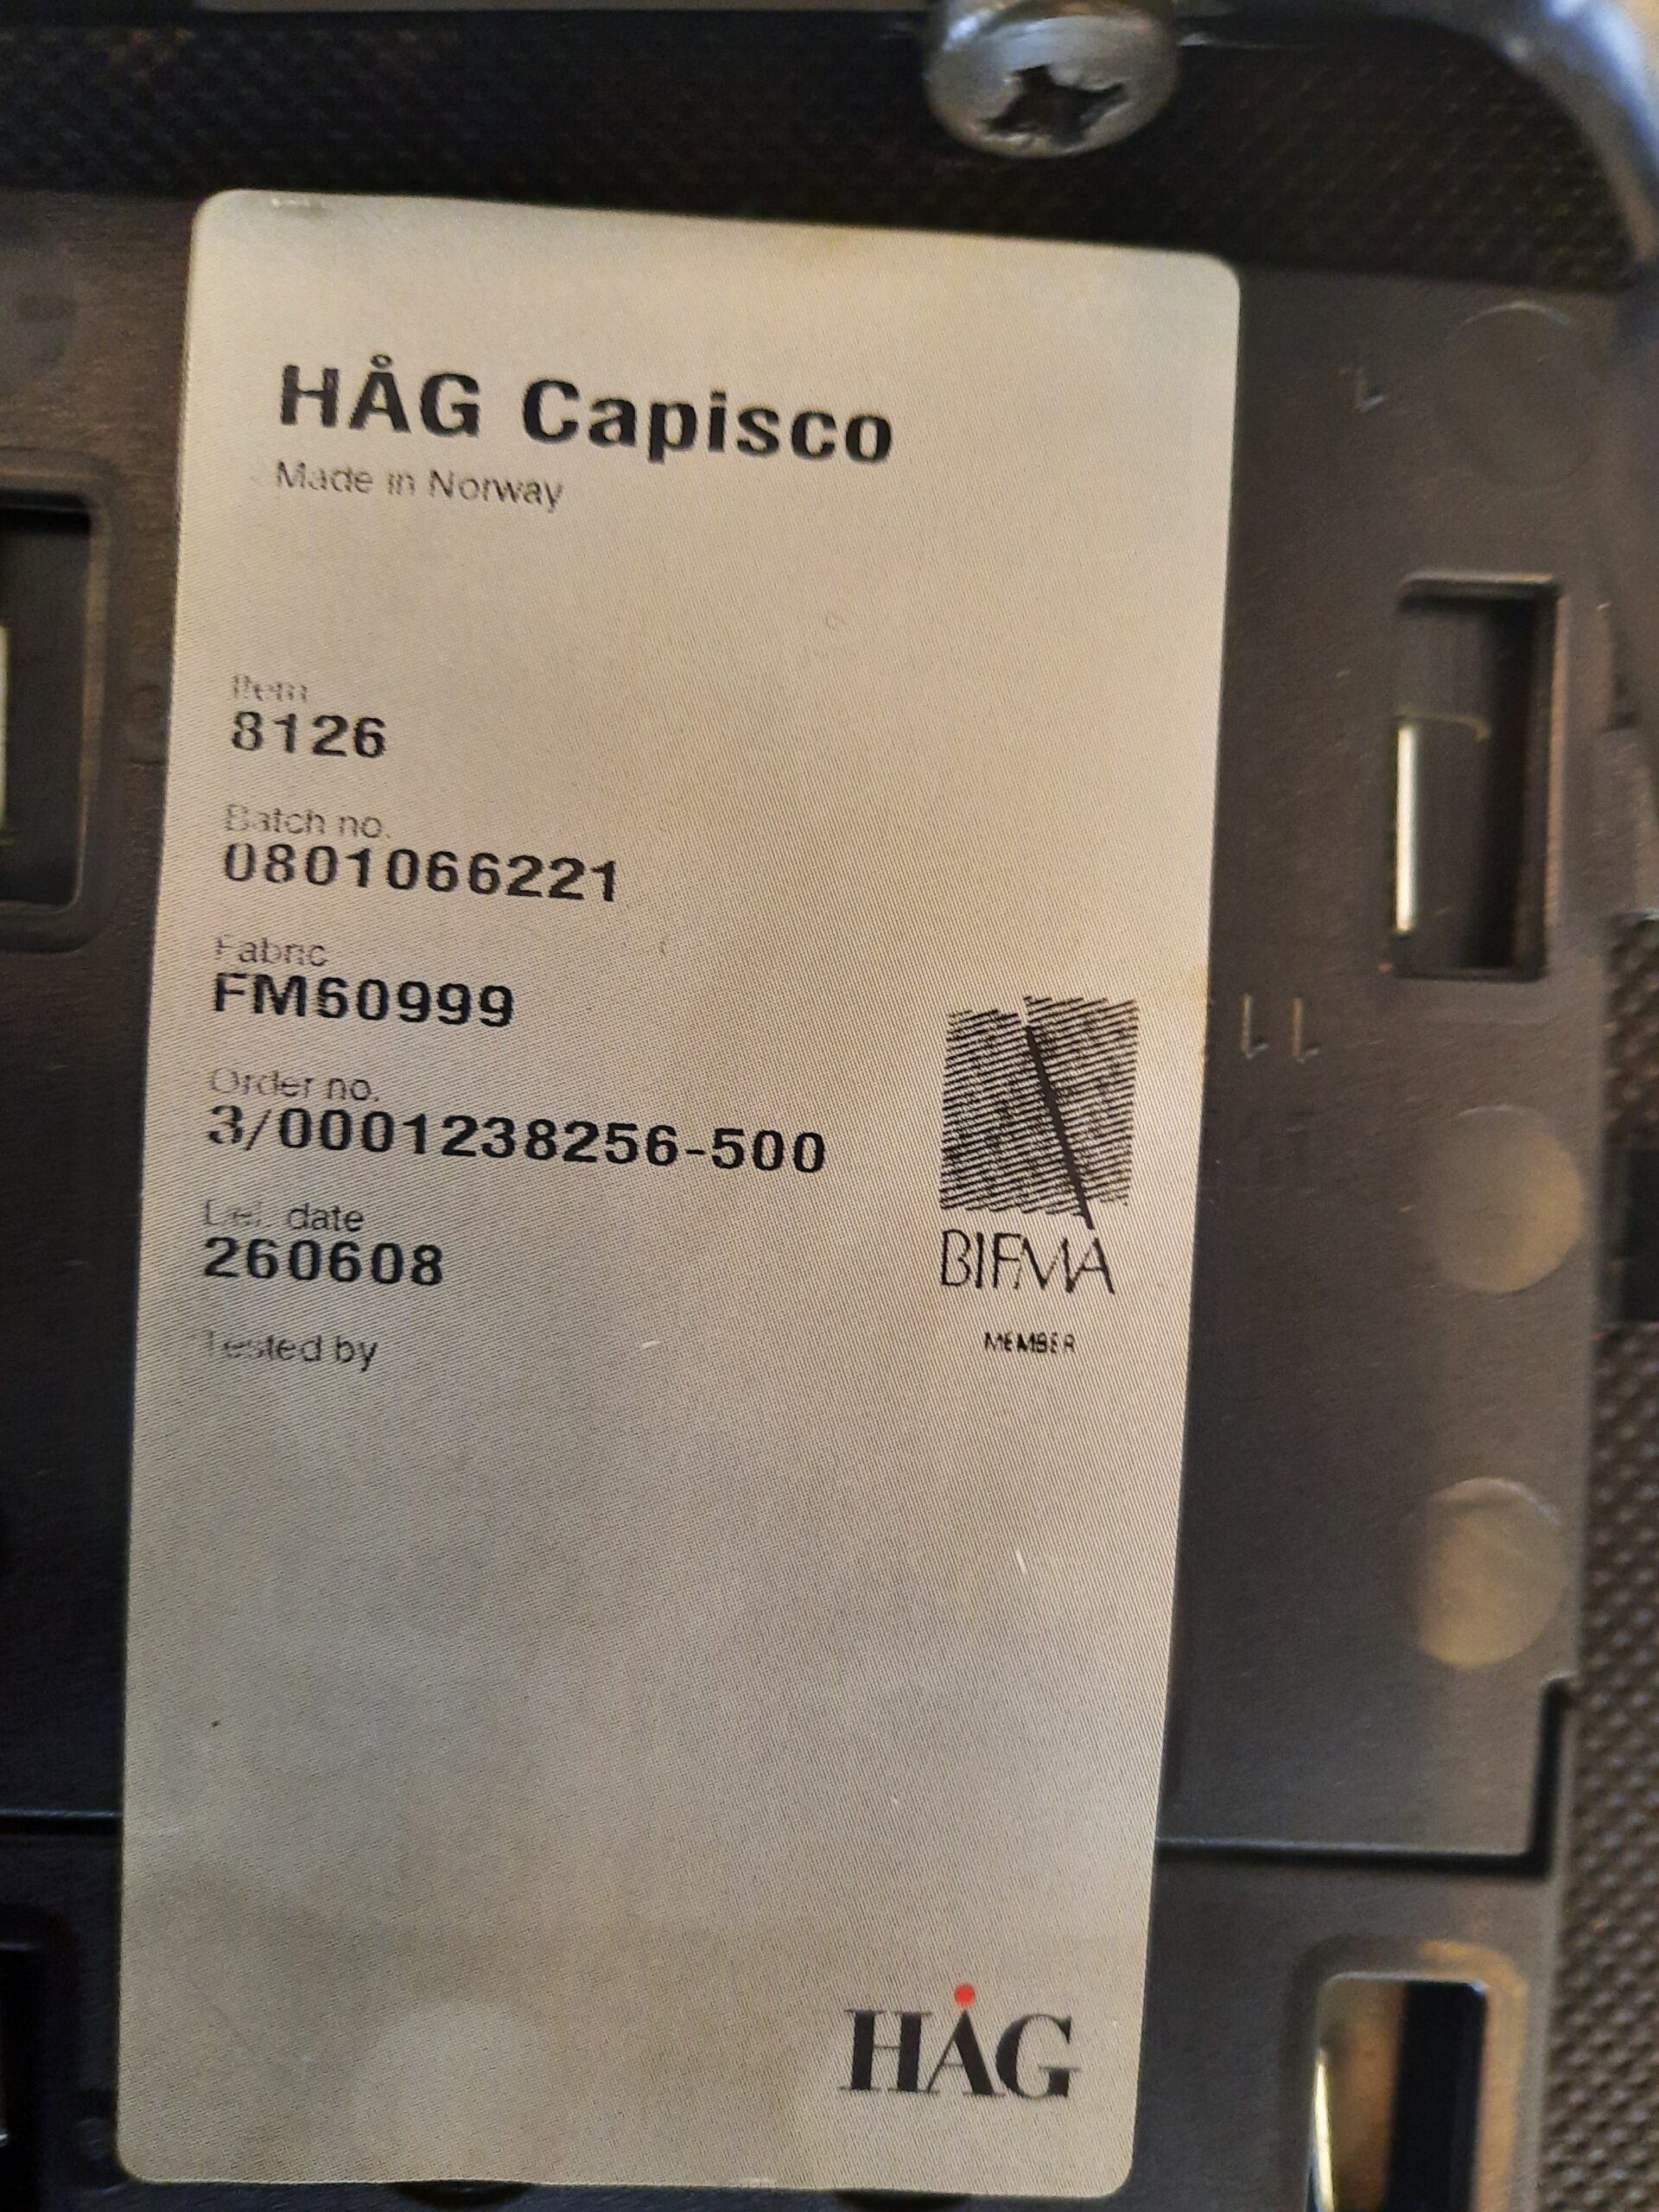 HÅG Capisco
Made in Norway
Item
8126
Batch no.
0801066221
Fabric
FM60999
Order no.
3/0001238256-500
Del. date
260608
Tested by
BIFMA
MEMBER
HÅG